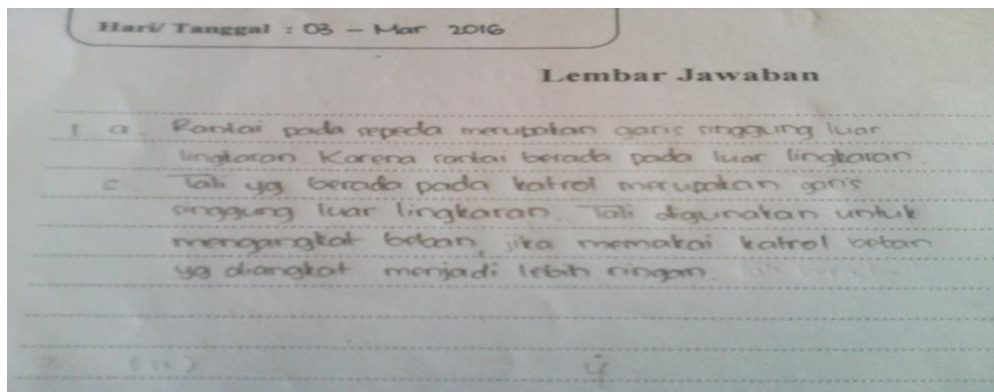 Hari/ Tanggal : 03 - Mar 2016
Lembar Jawaban
1 a. Rantai pada sepeda merupakan garis singgung luar
lingkaran Karena rantai berada pada luar lingkaran
c Tali yg berada pada katrol merupakan garis
singgung luar lingkaran. Tali digunakan untuk
mengangkat beban, jika memakai katrol beban
yg diangkat menjadi lebih ringan.